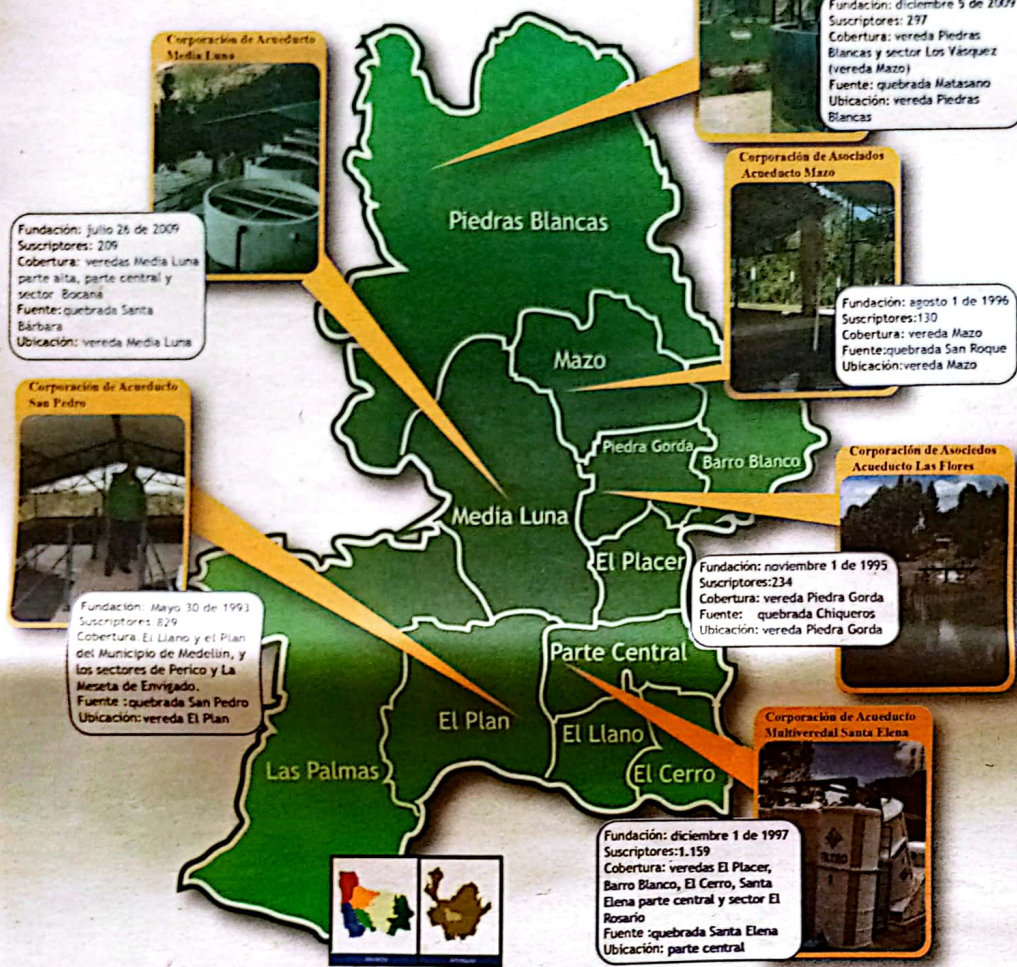 Corporación de Acueducto
Media Luna
Fundación: julio 26 de 2009
Suscriptores: 209
Cobertura: veredas Media Luna
parte alta, parte central y
sector Bocaná
Fuente: quebrada Santa
Bárbara
Ubicación: vereda Media Luna
Fundación: diciembre 5 de 2009
Suscriptores: 297
Cobertura: vereda Piedras
Blancas y sector Los Vásquez
(vereda Mazo)
Fuente: quebrada Matasano
Ubicación: vereda Piedras
Blancas
Corporación de Asociados
Acueducto Mazo
Fundación: agosto 1 de 1996
Suscriptores:130
Cobertura: vereda Mazo
Fuente:quebrada San Roque
Ubicación:vereda Mazo
Corporación de Acueducto
San Pedro
Fundación: Mayo 30 de 1993
Suscriptores 829
Cobertura: El Llano y el Plan
del Municipio de Medellín, y
los sectores de Perico y La
Meseta de Envigado.
Fuente :quebrada San Pedro
Ubicación: vereda El Plan
Corporación de Asociedos
Acueducto Las Flores
Fundación: noviembre 1 de 1995
Suscriptores:234
Cobertura: vereda Piedra Gorda
Fuente: quebrada Chiqueros
Ubicación: vereda Piedra Gorda
Corporación de Acueducto
Multiveredal Santa Elena
FILTRO
Fundación: diciembre 1 de 1997
Suscriptores:1.159
Cobertura: veredas El Placer,
Barro Blanco, El Cerro, Santa
Elena parte central y sector El
Rosario
Fuente :quebrada Santa Elena
Ubicación: parte central
Piedras Blancas
Mazo
Piedra Gorda
Barro Blanco
Media Luna
El Placer
Parte Central
El Plan
El Llano
El Cerro
Las Palmas